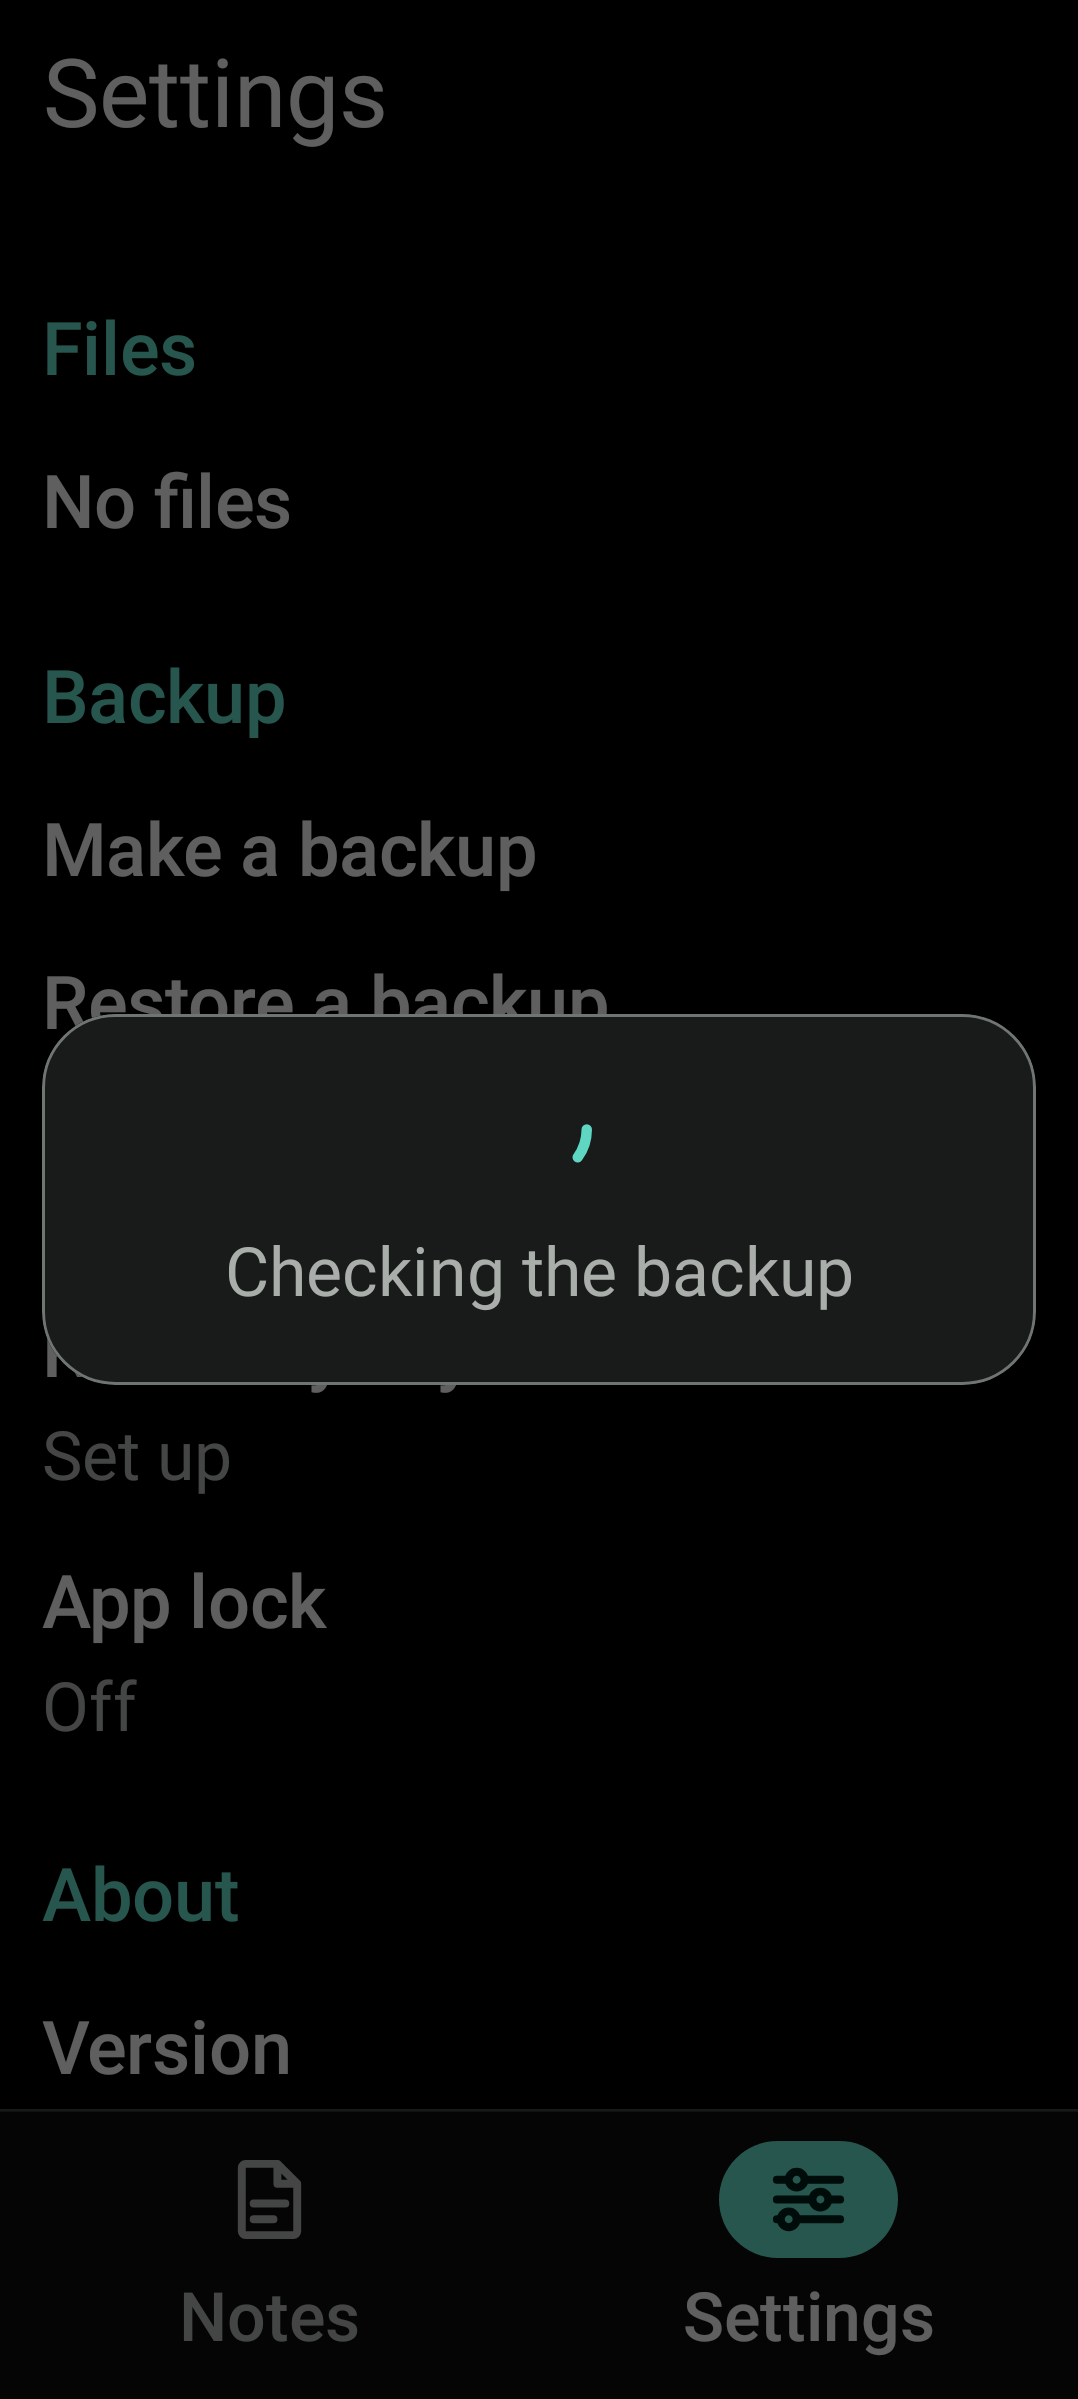 Settings
Files
No files
Backup
Make a backup
Restore a backup
Checking the backup
Set up
App lock
Off
About
Version
Notes
Settings